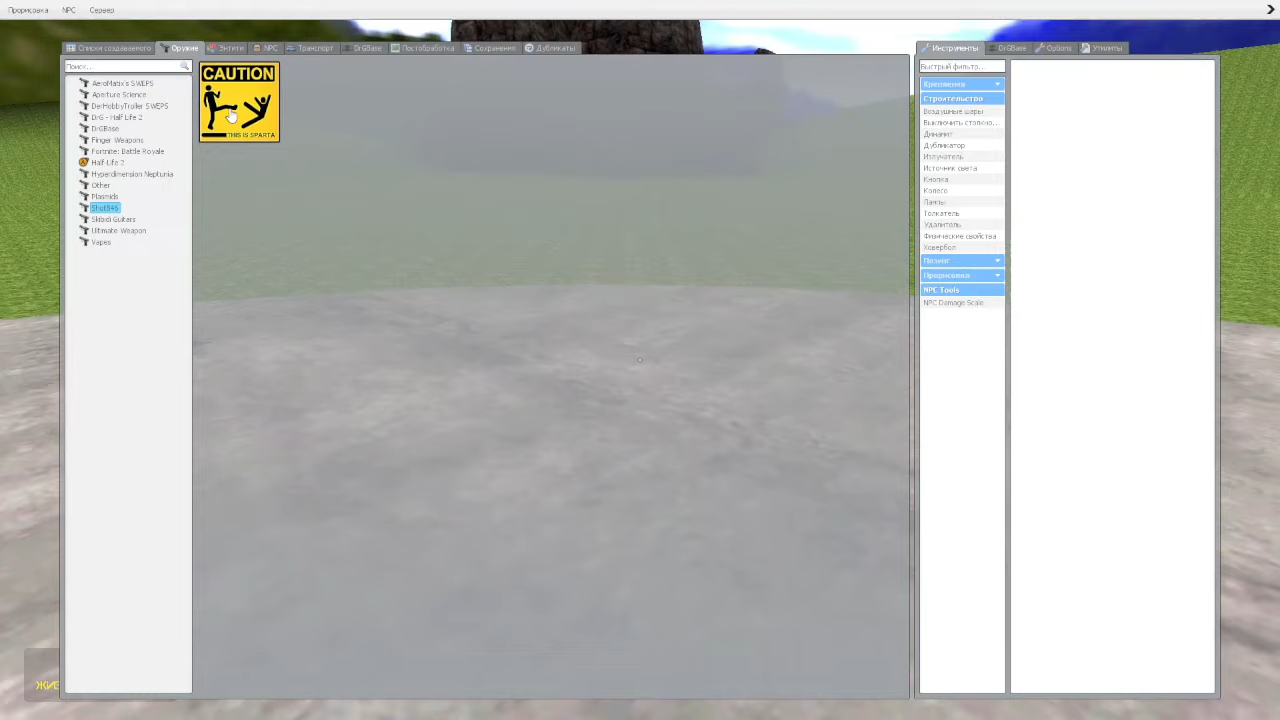 Прорисовка NPC Сервер
Списки создаваемого Оружие Энтити NPC Транспорт DrGBase Постобработка Сохранения Дубликаты
Поиск...
AeroMatix's SWEPS
Aperture Science
DerHobbyTroller SWEPS
DrG - Half Life 2
DrGBase
Finger Weapons
Fortnite: Battle Royale
Half-Life 2
Hyperdimension Neptunia
Other
Plasmids
Shot846
Skibidi Guitars
Ultimate Weapon
Vapes
CAUTION
THIS IS SPARTA
Инструменты DrGBase Options Утилиты
Быстрый фильтр...
Крепления
Строительство
Воздушные шары
Выключить столкно...
Динамит
Дубликатор
Излучатель
Источник света
Кнопка
Колесо
Лампы
Толкатель
Удалитель
Физические свойства
Ховербол
Позинг
Прорисовка
NPC Tools
NPC Damage Scale